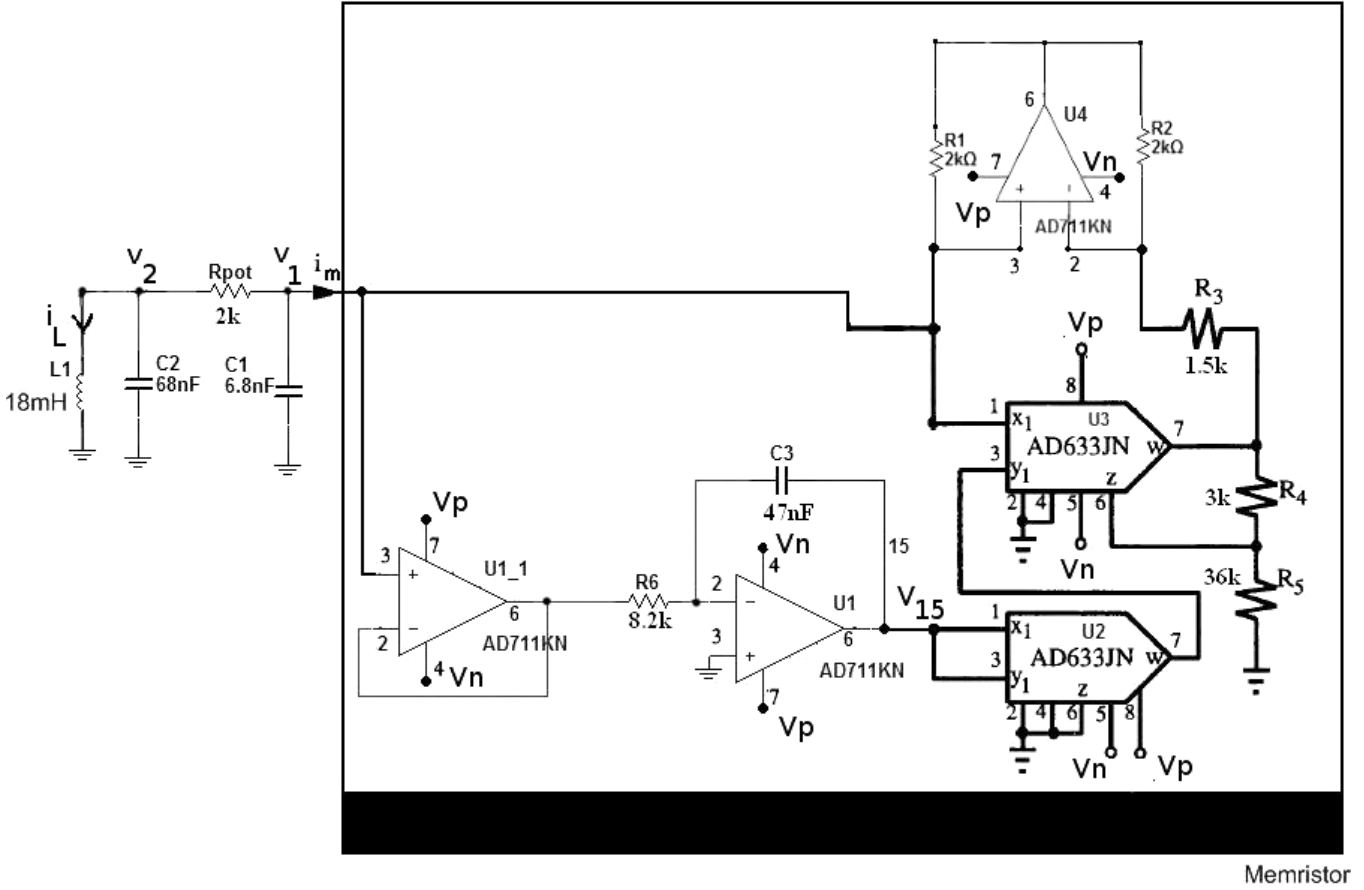 6
U4
R1
2kΩ
R2
2kΩ
7
Vn
4
+
−
Vp
AD711KN
3
2
V2
Rpot
2k
V1
im
iL
L1
18mH
C2
68nF
C1
6.8nF
R3
1.5k
Vp
8
1
x1
U3
AD633JN
W
7
3
y1
z
2
4
5
6
Vn
3k
R4
36k
R5
Vp
7
3
+
U1_1
6
−
2
AD711KN
4
Vn
R6
8.2k
C3
47nF
15
Vn
4
2
−
U1
3
+
6
AD711KN
7
Vp
V15
1
x1
U2
AD633JN
W
7
3
y1
z
2
4
6
5
8
Vn
Vp
Memristor